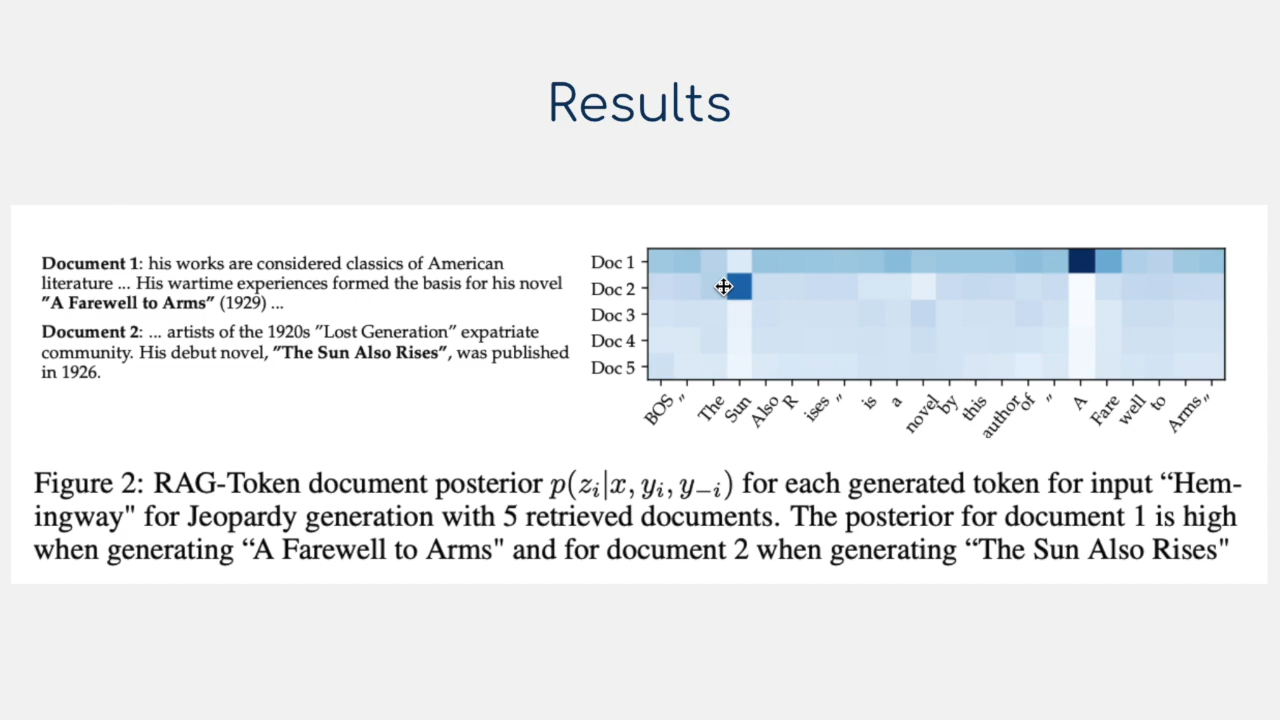 Results
Document 1: his works are considered classics of American
literature ... His wartime experiences formed the basis for his novel
"A Farewell to Arms" (1929) ...
Document 2: ... artists of the 1920s "Lost Generation" expatriate
community. His debut novel, "The Sun Also Rises", was published
in 1926.
Doc 1
Doc 2
Doc 3
Doc 4
Doc 5
BOS " The Sun Also R ises " is a novel by this author of " A Fare well to Arms "
Figure 2: RAG-Token document posterior p(zᵢ|x, yᵢ, y₋ᵢ) for each generated token for input “Hem-
ingway" for Jeopardy generation with 5 retrieved documents. The posterior for document 1 is high
when generating “A Farewell to Arms" and for document 2 when generating “The Sun Also Rises"